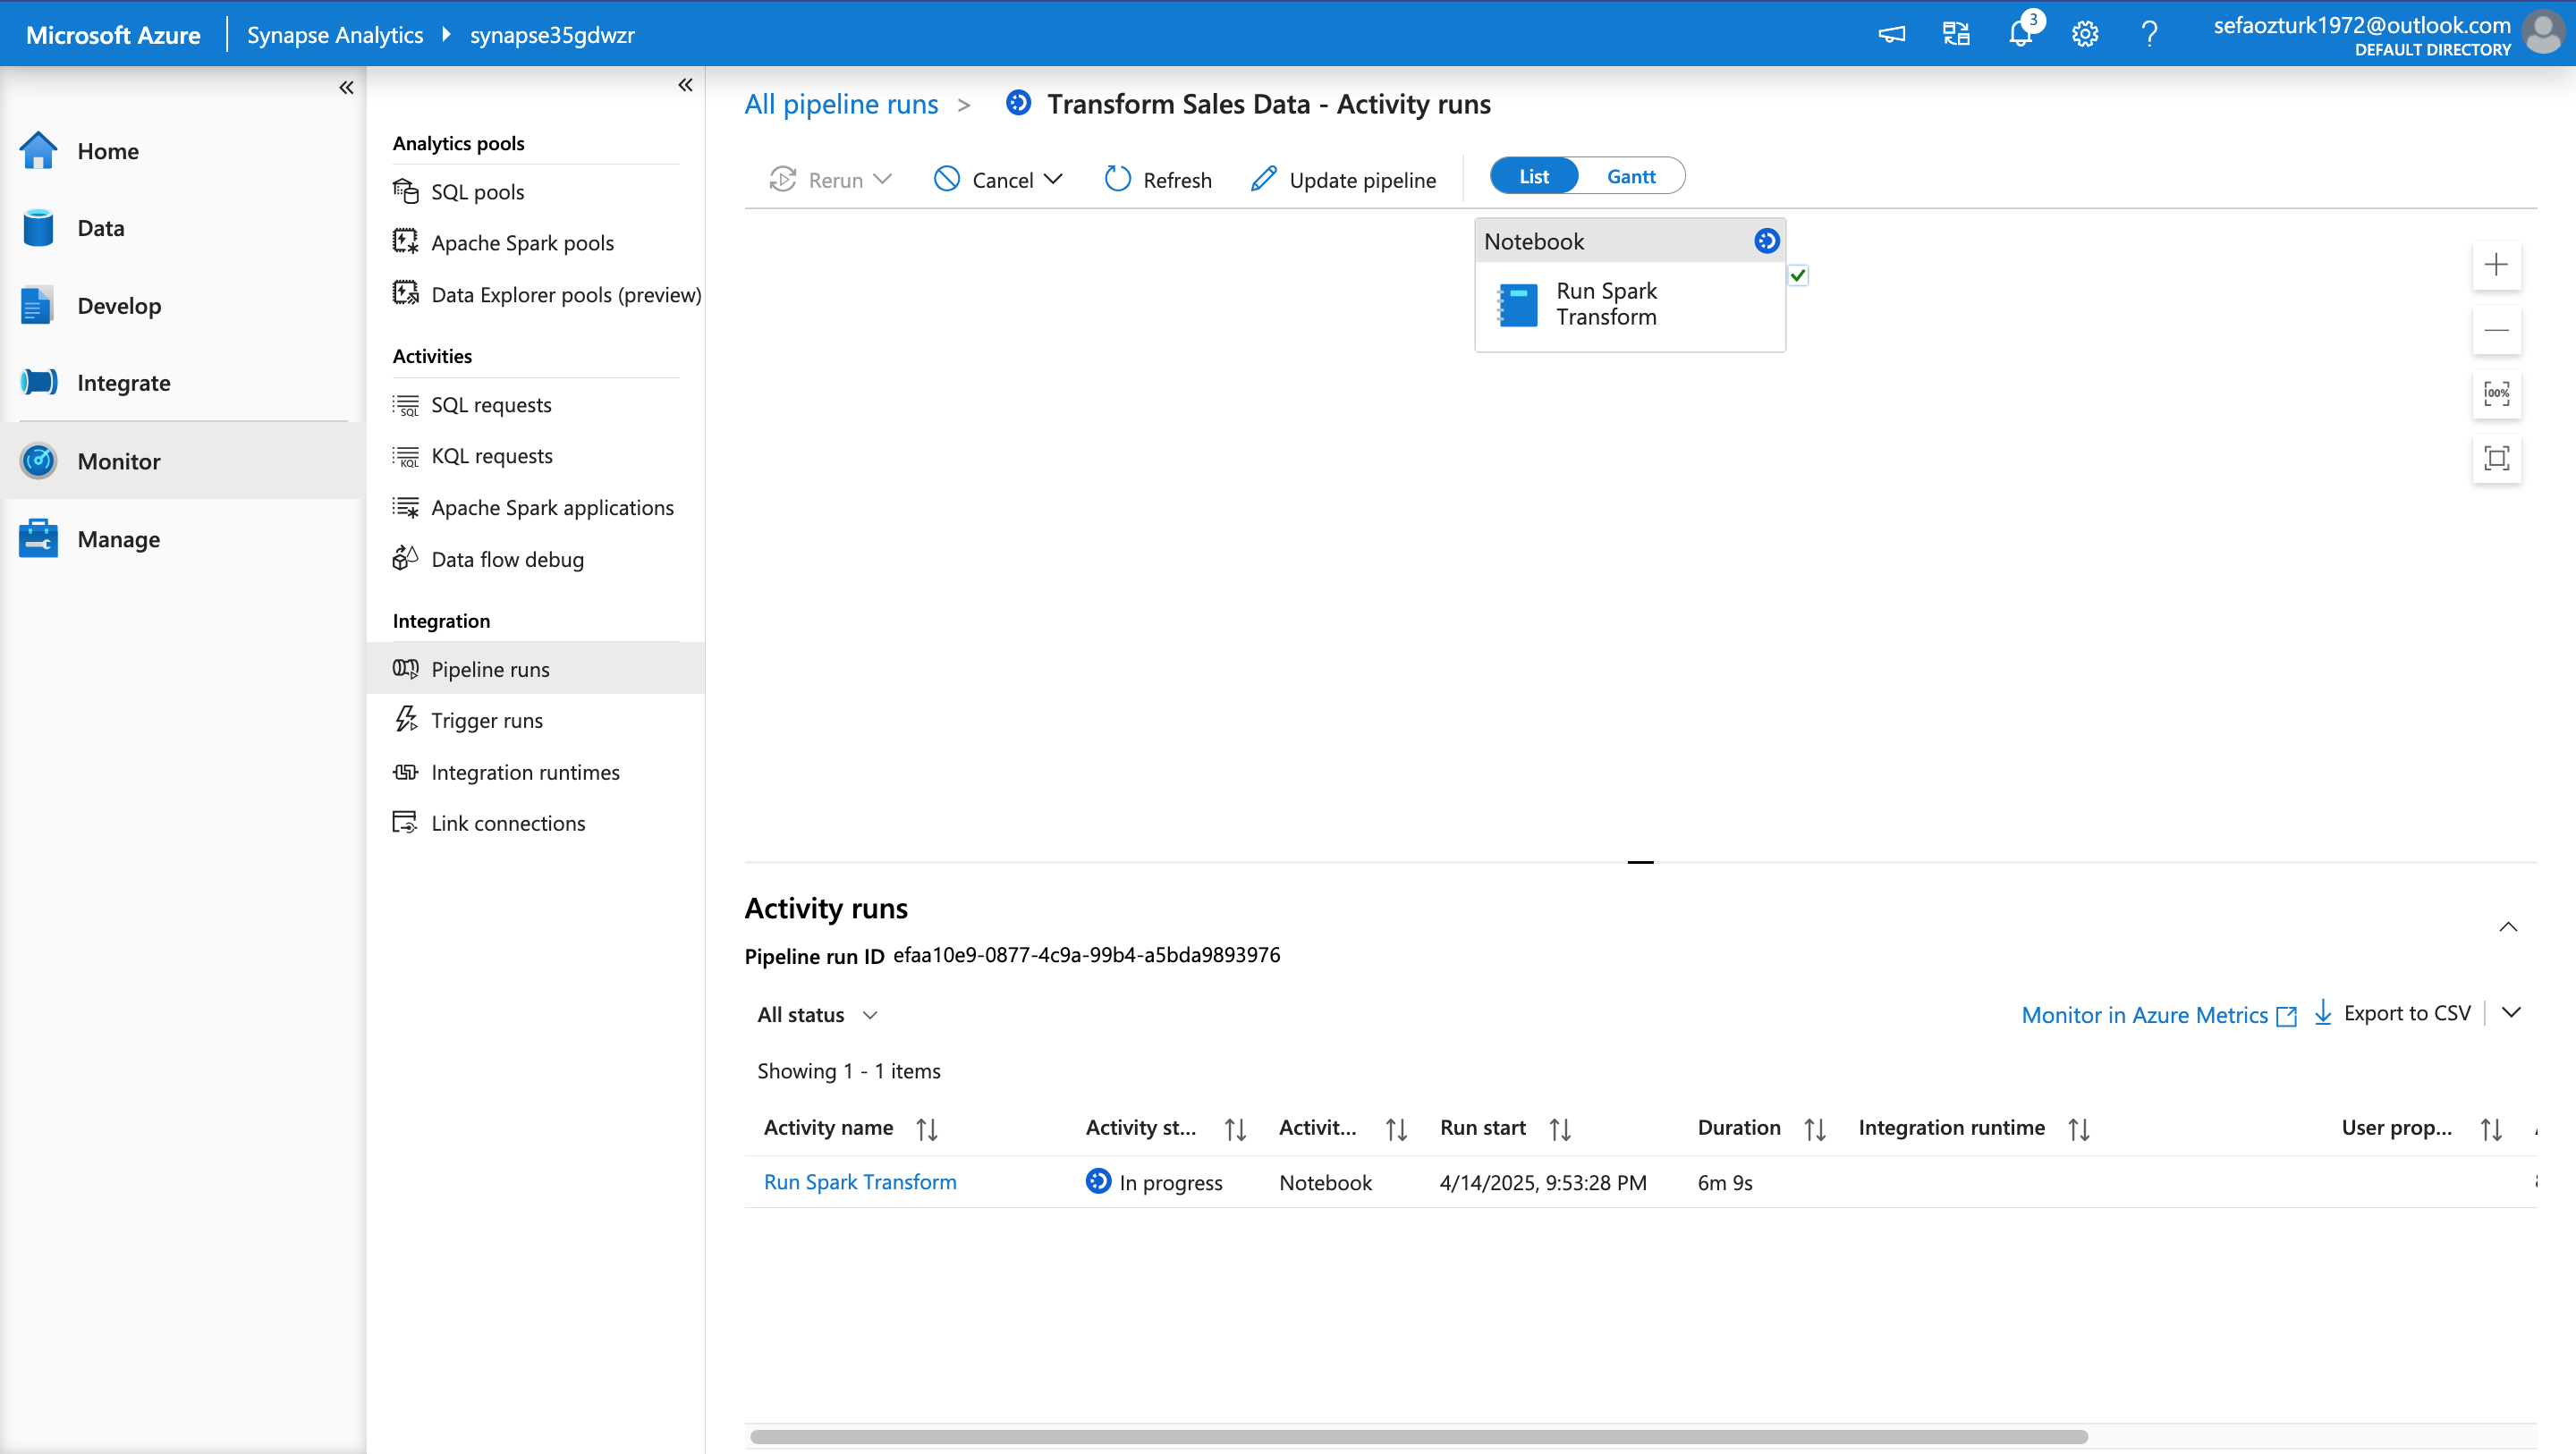 Microsoft Azure
Synapse Analytics
synapse35gdwzr
3
sefaozturk1972@outlook.com
DEFAULT DIRECTORY
Home
Data
Develop
Integrate
Monitor
Manage
Analytics pools
SQL pools
Apache Spark pools
Data Explorer pools (preview)
Activities
SQL
SQL requests
KQL
KQL requests
Apache Spark applications
Data flow debug
Integration
Pipeline runs
Trigger runs
Integration runtimes
Link connections
All pipeline runs > Transform Sales Data - Activity runs
Rerun
Cancel
Refresh
Update pipeline
List
Gantt
Notebook
Run Spark
Transform
100%
Activity runs
Pipeline run ID efaa10e9-0877-4c9a-99b4-a5bda9893976
All status
Monitor in Azure Metrics
Export to CSV
Showing 1 - 1 items
Activity name Activity st... Activit... Run start Duration Integration runtime User prop...
Run Spark Transform In progress Notebook 4/14/2025, 9:53:28 PM 6m 9s